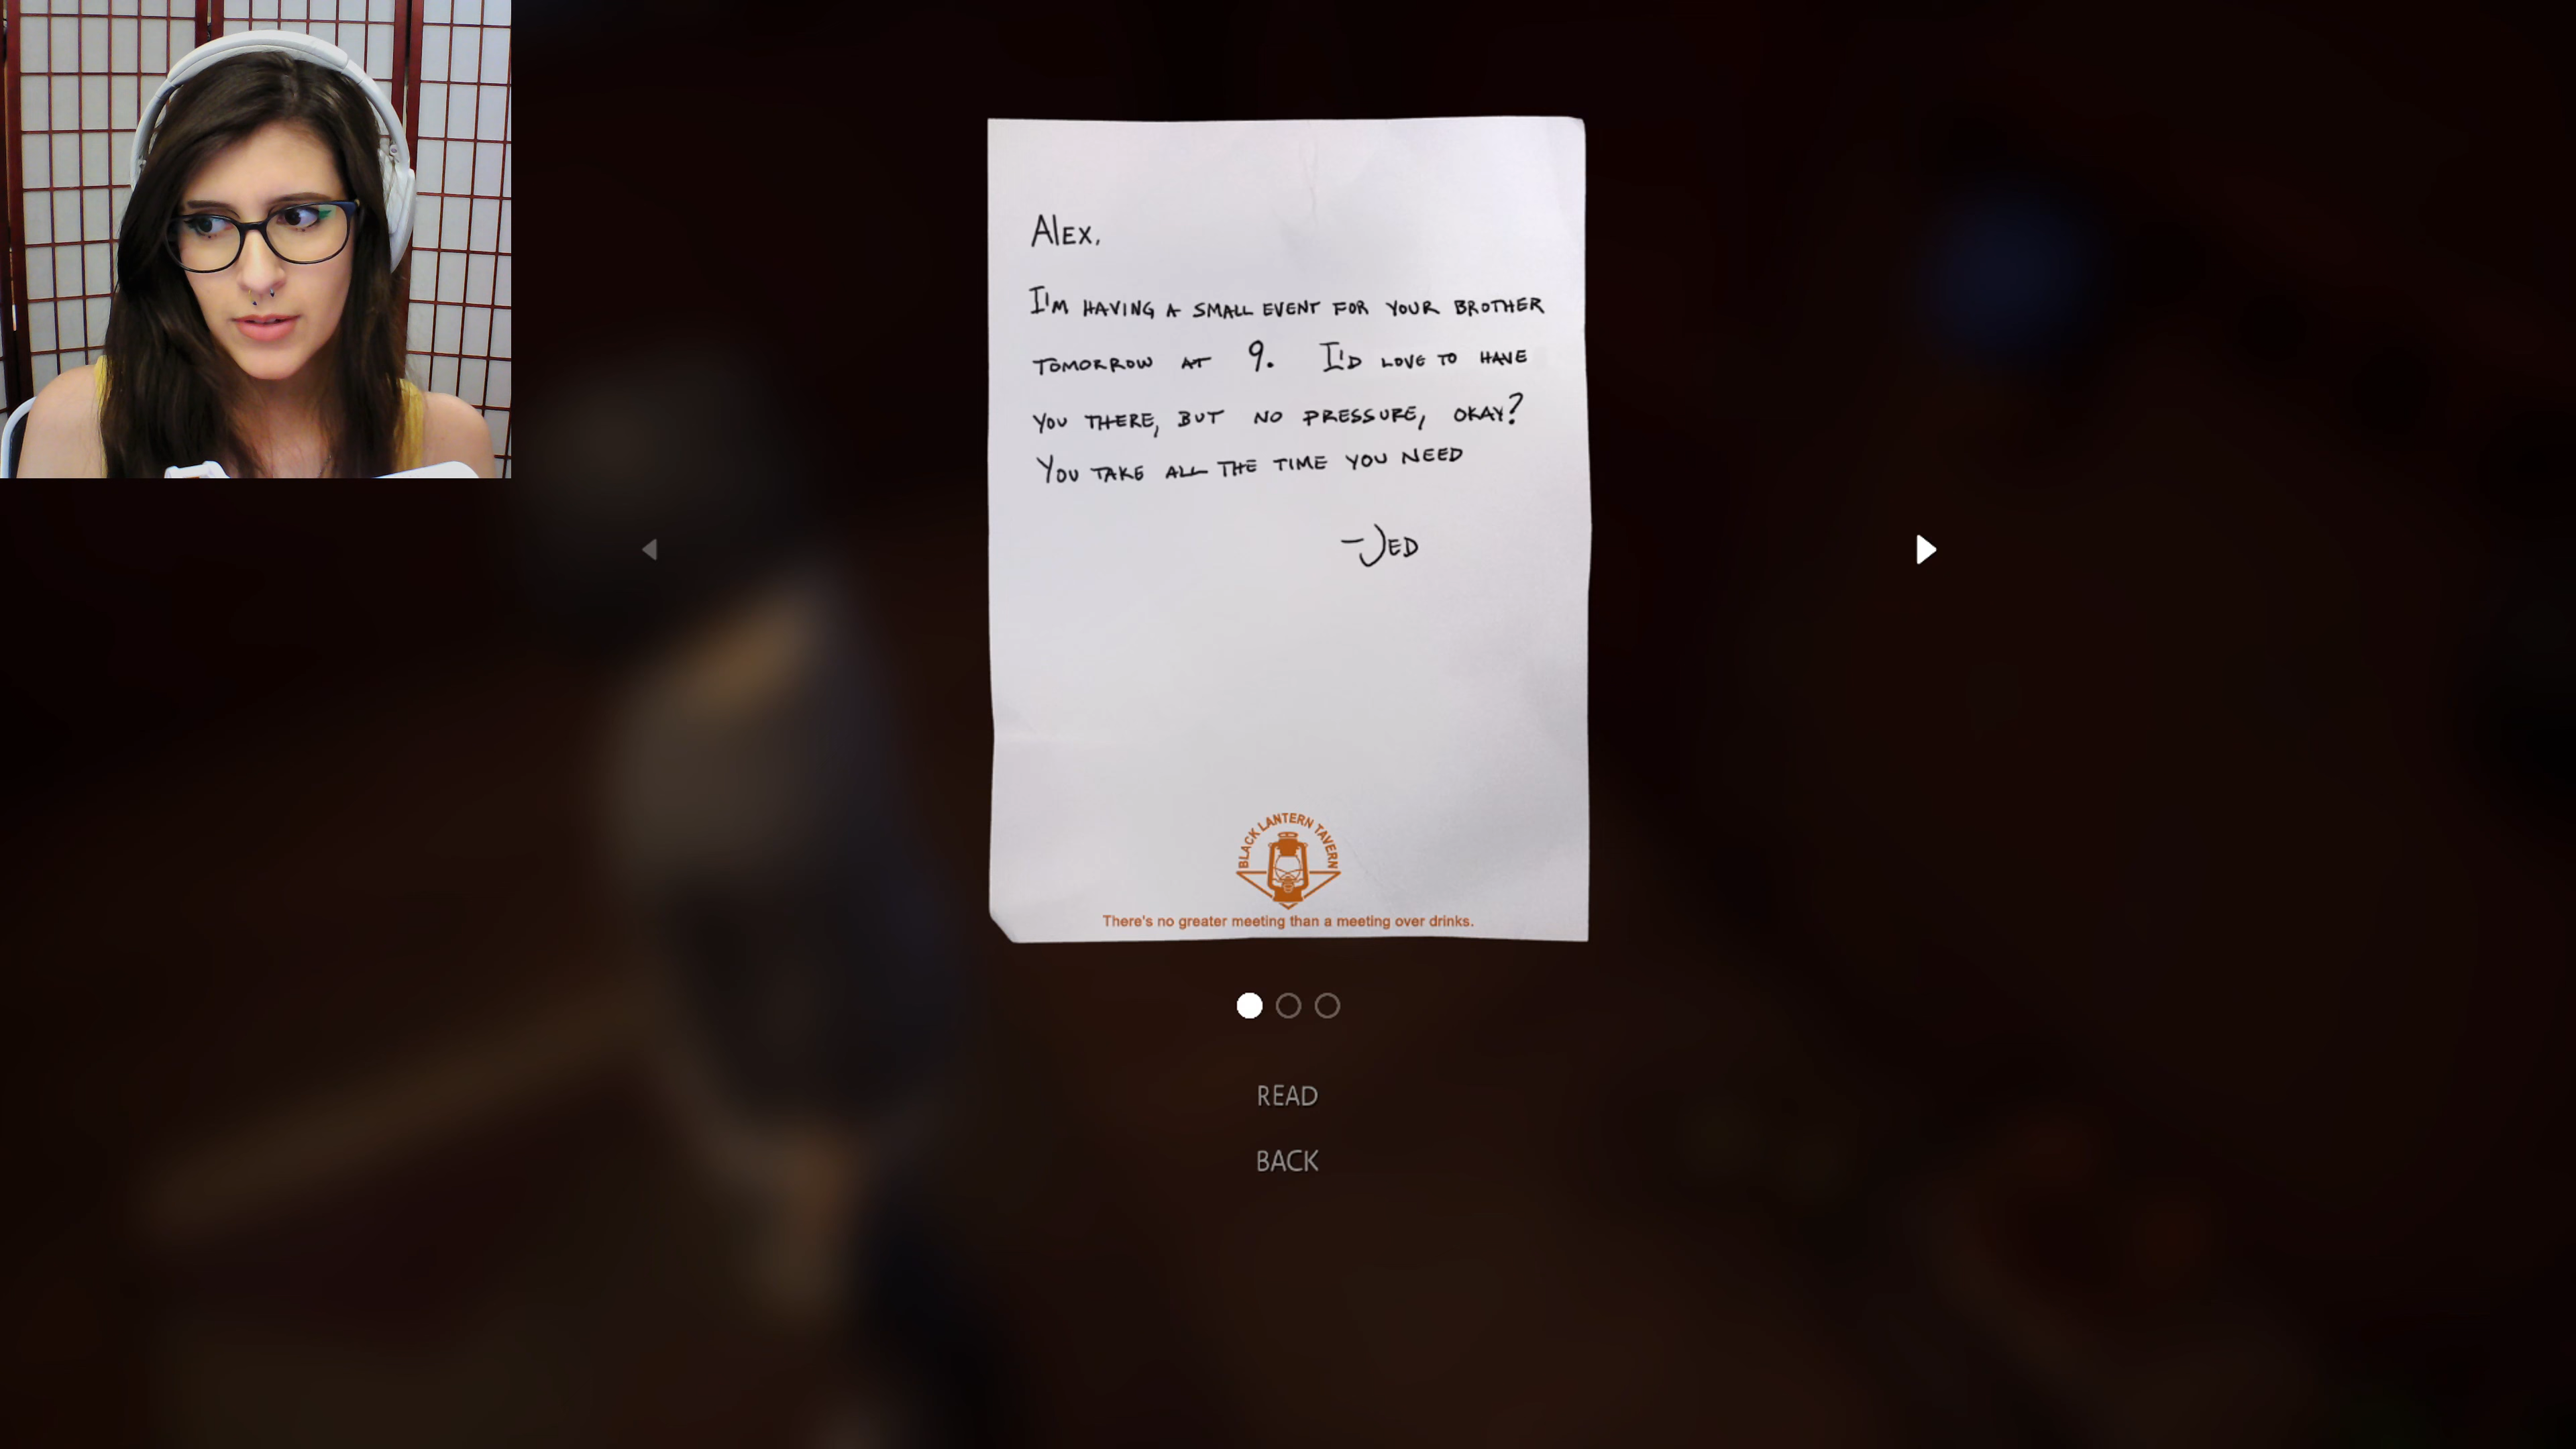 Alex,
I'm having a small event for your brother
tomorrow at 9. I'd love to have
you there, but no pressure, okay?
You take all the time you need
-Jed
BLACK LANTERN TAVERN
There's no greater meeting than a meeting over drinks.
READ
BACK